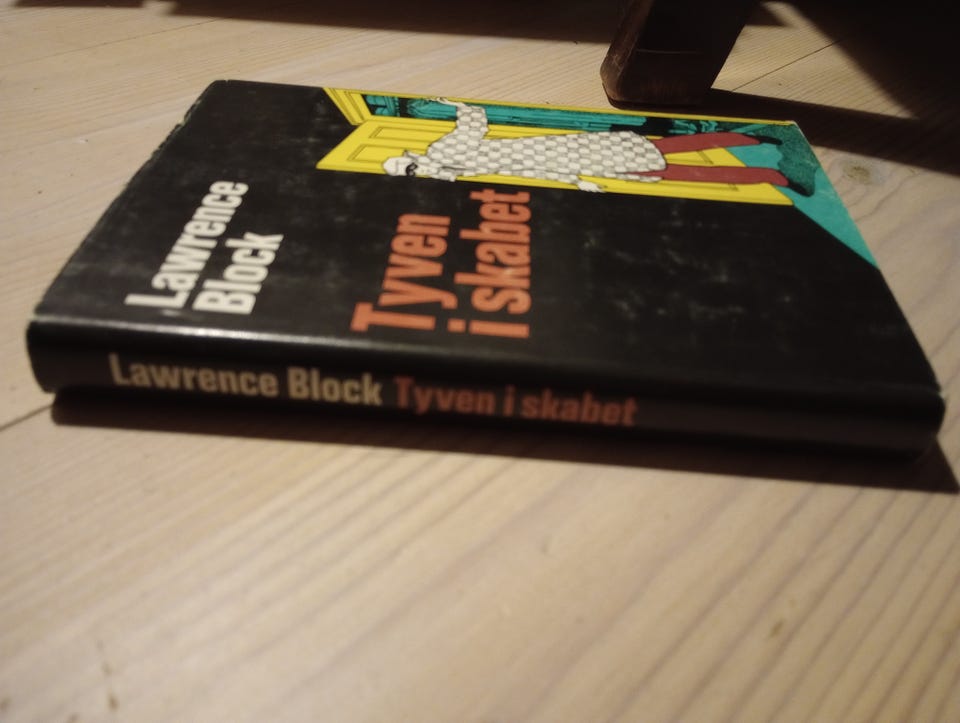 Lawrence
Block
Tyven
i skabet
Lawrence Block Tyven i skabet